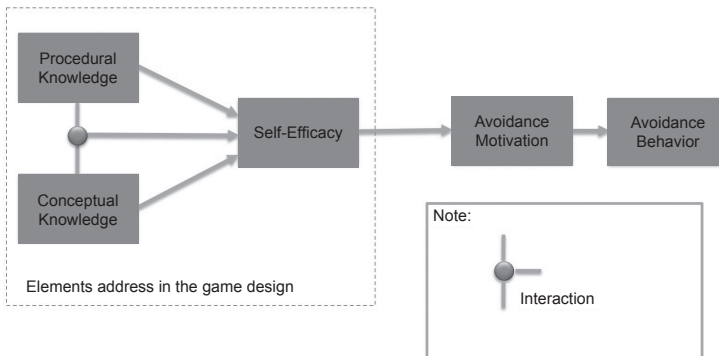 Procedural
Knowledge
Conceptual
Knowledge
Self-Efficacy
Avoidance
Motivation
Avoidance
Behavior
Elements address in the game design
Note:
Interaction